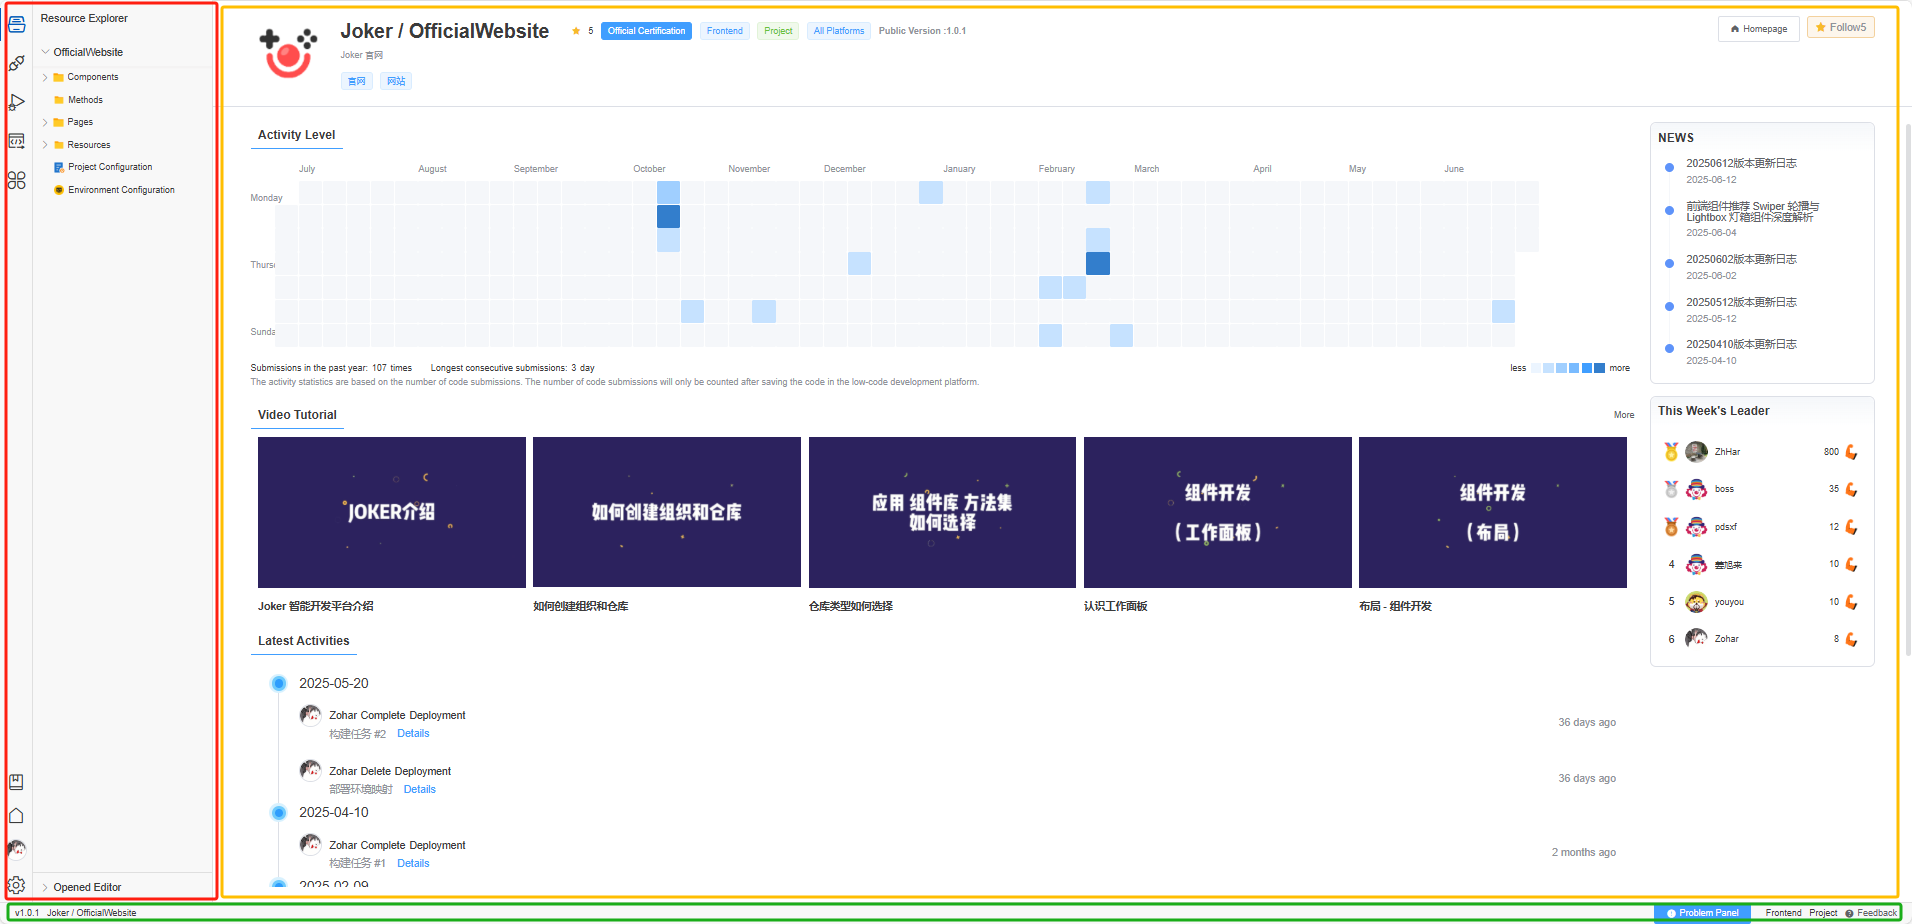 Resource Explorer
OfficialWebsite
Components
Methods
Pages
Resources
Project Configuration
Environment Configuration
Opened Editor
Joker / OfficialWebsite
5
Official Certification
Frontend
Project
All Platforms
Public Version :1.0.1
Homepage
Follow5
Joker 官网
官网
网站
Activity Level
July
August
September
October
November
December
January
February
March
April
May
June
Monday
Thurs
Sunda
Submissions in the past year: 107 times
Longest consecutive submissions: 3 day
less
more
The activity statistics are based on the number of code submissions. The number of code submissions will only be counted after saving the code in the low-code development platform.
Video Tutorial
More
JOKER介绍
如何创建组织和仓库
应用 组件库 方法集
如何选择
组件开发
（工作面板）
组件开发
（布局）
Joker 智能开发平台介绍
如何创建组织和仓库
仓库类型如何选择
认识工作面板
布局 - 组件开发
Latest Activities
2025-05-20
Zohar Complete Deployment
构建任务 #2 Details
36 days ago
Zohar Delete Deployment
部署环境映射 Details
36 days ago
2025-04-10
Zohar Complete Deployment
构建任务 #1 Details
2 months ago
2025-02-09
NEWS
20250612版本更新日志
2025-06-12
前端组件推荐 Swiper 轮播与
Lightbox 灯箱组件深度解析
2025-06-04
20250602版本更新日志
2025-06-02
20250512版本更新日志
2025-05-12
20250410版本更新日志
2025-04-10
This Week's Leader
ZhHar 800
boss 35
pdsxf 12
4 姜旭来 10
5 youyou 10
6 Zohar 8
v1.0.1 Joker / OfficialWebsite
Problem Panel
Frontend
Project
Feedback